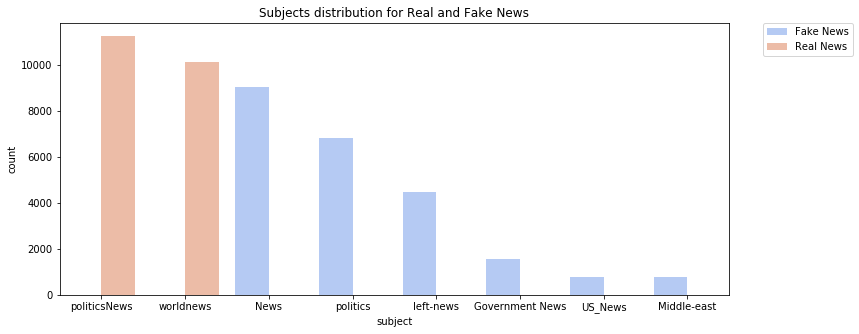 Subjects distribution for Real and Fake News
Fake News
Real News
count
10000
8000
6000
4000
2000
0
politicsNews worldnews News politics left-news Government News US_News Middle-east
subject